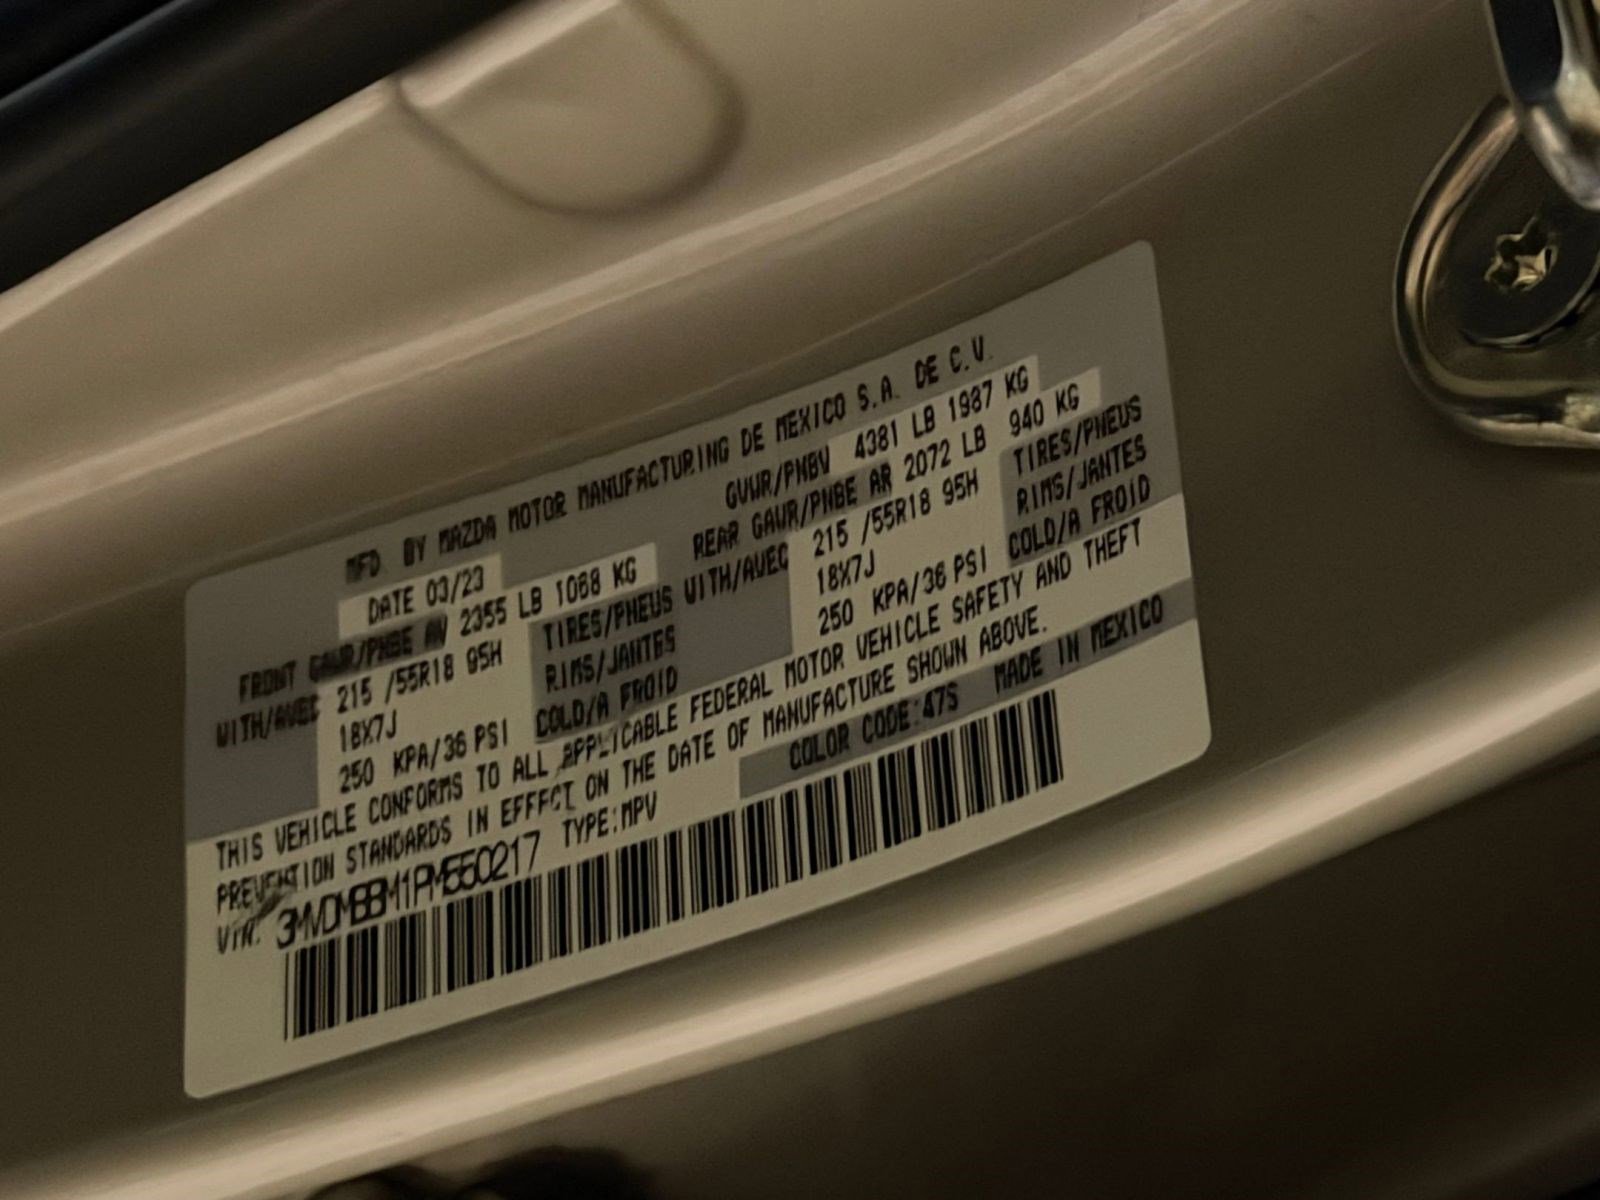 MFD BY MAZDA MOTOR MANUFACTURING DE MEXICO S.A. DE C.V.
DATE 03/23 GVWR/PNBV 4381 LB 1987 KG
FRONT GAWR/PNBE AV 2355 LB 1068 KG REAR GAWR/PNBE AR 2072 LB 940 KG
WITH/AVEC 215 /55R18 95H TIRES/PNEUS WITH/AVEC 215 /55R18 95H TIRES/PNEUS
18X7J RIMS/JANTES 18X7J RIMS/JANTES
250 KPA/36 PSI COLD/A FROID 250 KPA/36 PSI COLD/A FROID
THIS VEHICLE CONFORMS TO ALL APPLICABLE FEDERAL MOTOR VEHICLE SAFETY AND THEFT
PREVENTION STANDARDS IN EFFECT ON THE DATE OF MANUFACTURE SHOWN ABOVE.
VIN: 3MVDMBBM1PM550217 TYPE:MPV COLOR CODE:47S MADE IN MEXICO